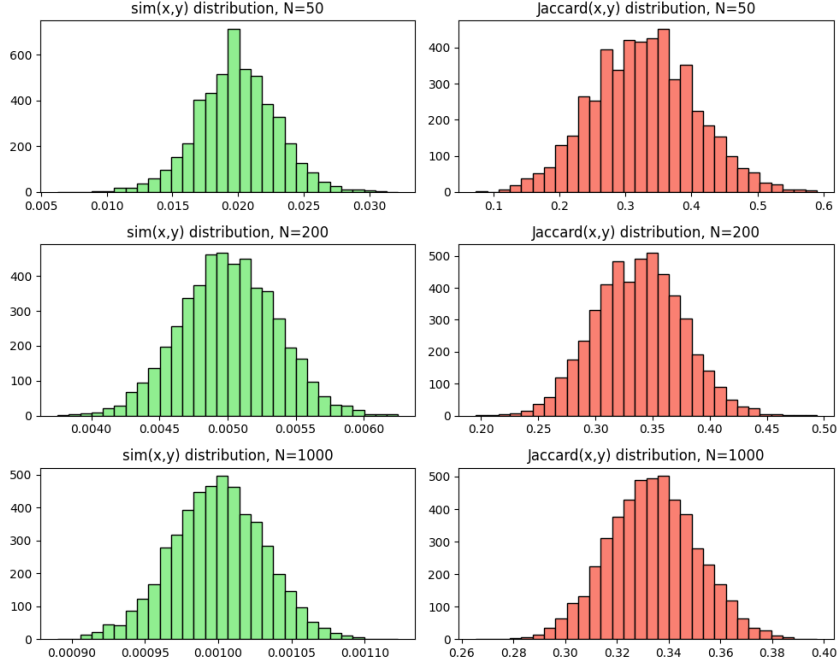 sim(x,y) distribution, N=50
600
400
200
0
0.005 0.010 0.015 0.020 0.025 0.030
Jaccard(x,y) distribution, N=50
400
300
200
100
0
0.1 0.2 0.3 0.4 0.5 0.6
sim(x,y) distribution, N=200
400
300
200
100
0
0.0040 0.0045 0.0050 0.0055 0.0060
Jaccard(x,y) distribution, N=200
500
400
300
200
100
0
0.20 0.25 0.30 0.35 0.40 0.45 0.50
sim(x,y) distribution, N=1000
500
400
300
200
100
0
0.00090 0.00095 0.00100 0.00105 0.00110
Jaccard(x,y) distribution, N=1000
500
400
300
200
100
0
0.26 0.28 0.30 0.32 0.34 0.36 0.38 0.40